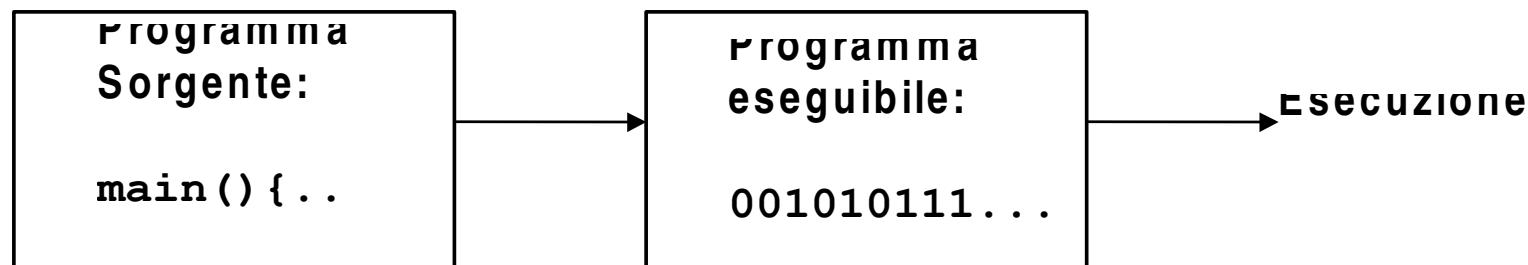 Programma
Sorgente:
main(){..
Programma
eseguibile:
001010111...
Esecuzione